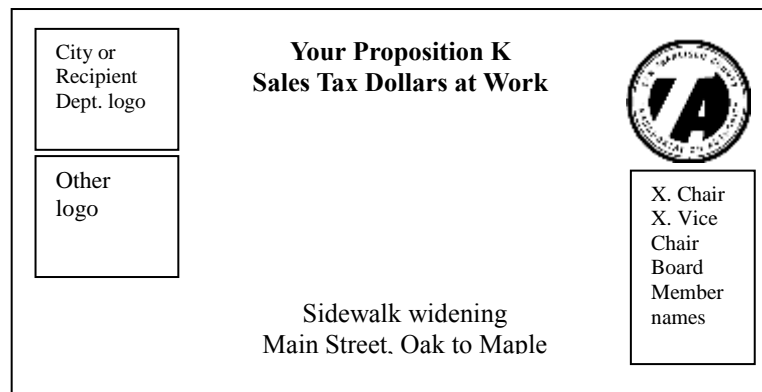 City or
Recipient
Dept. logo
Your Proposition K
Sales Tax Dollars at Work
Other
logo
X. Chair
X. Vice
Chair
Board
Member
names
Sidewalk widening
Main Street, Oak to Maple